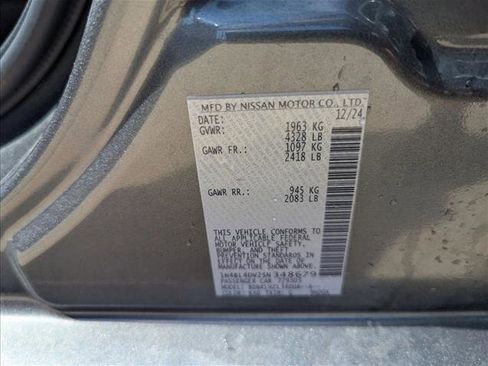 MFD BY NISSAN MOTOR CO., LTD.
DATE: 12/24
GVWR: 1963 KG
4328 LB
GAWR FR.: 1097 KG
2418 LB
GAWR RR.: 945 KG
2083 LB
THIS VEHICLE CONFORMS TO
ALL APPLICABLE FEDERAL
MOTOR VEHICLE SAFETY,
BUMPER, AND THEFT
PREVENTION STANDARDS IN
EFFECT ON THE DATE OF
MANUFACTURE SHOWN ABOVE.
PASSENGER CAR
MODEL: